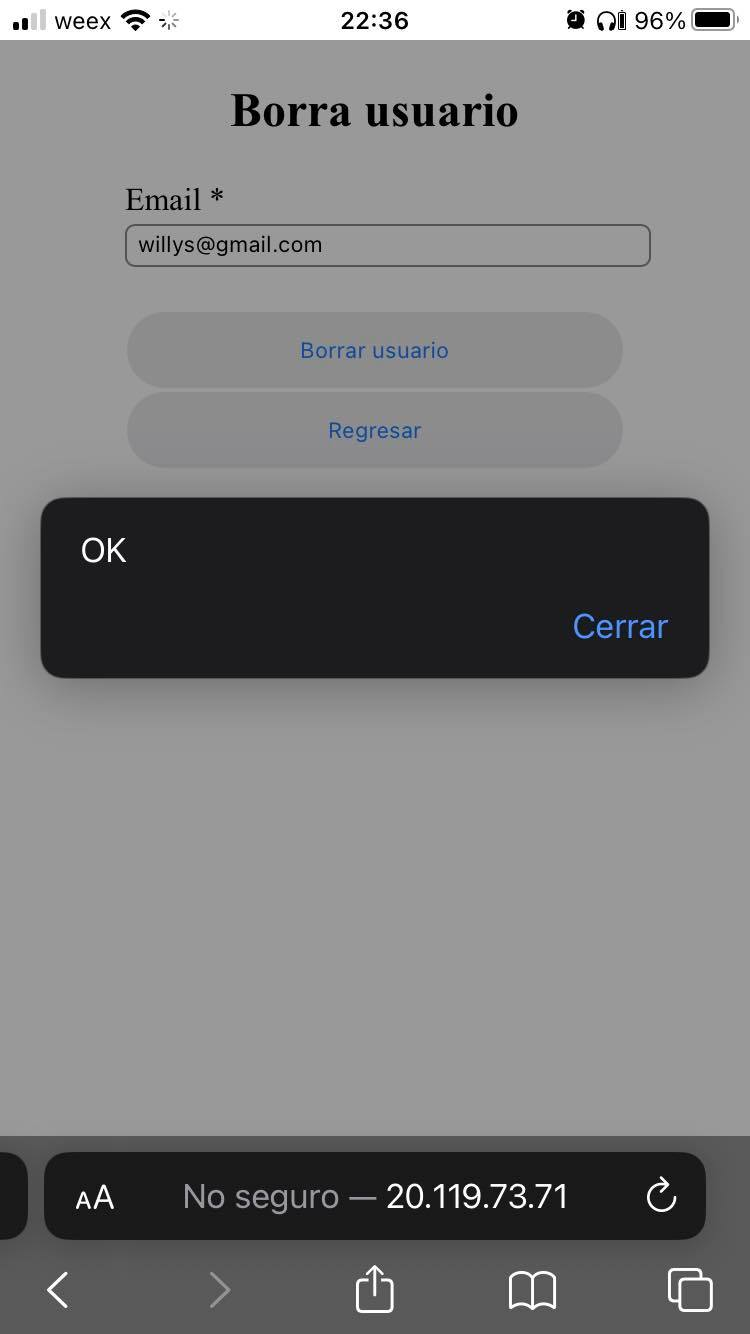 weex 22:36 96%
Borra usuario
Email *
willys@gmail.com
Borrar usuario
Regresar
OK
Cerrar
AA No seguro — 20.119.73.71